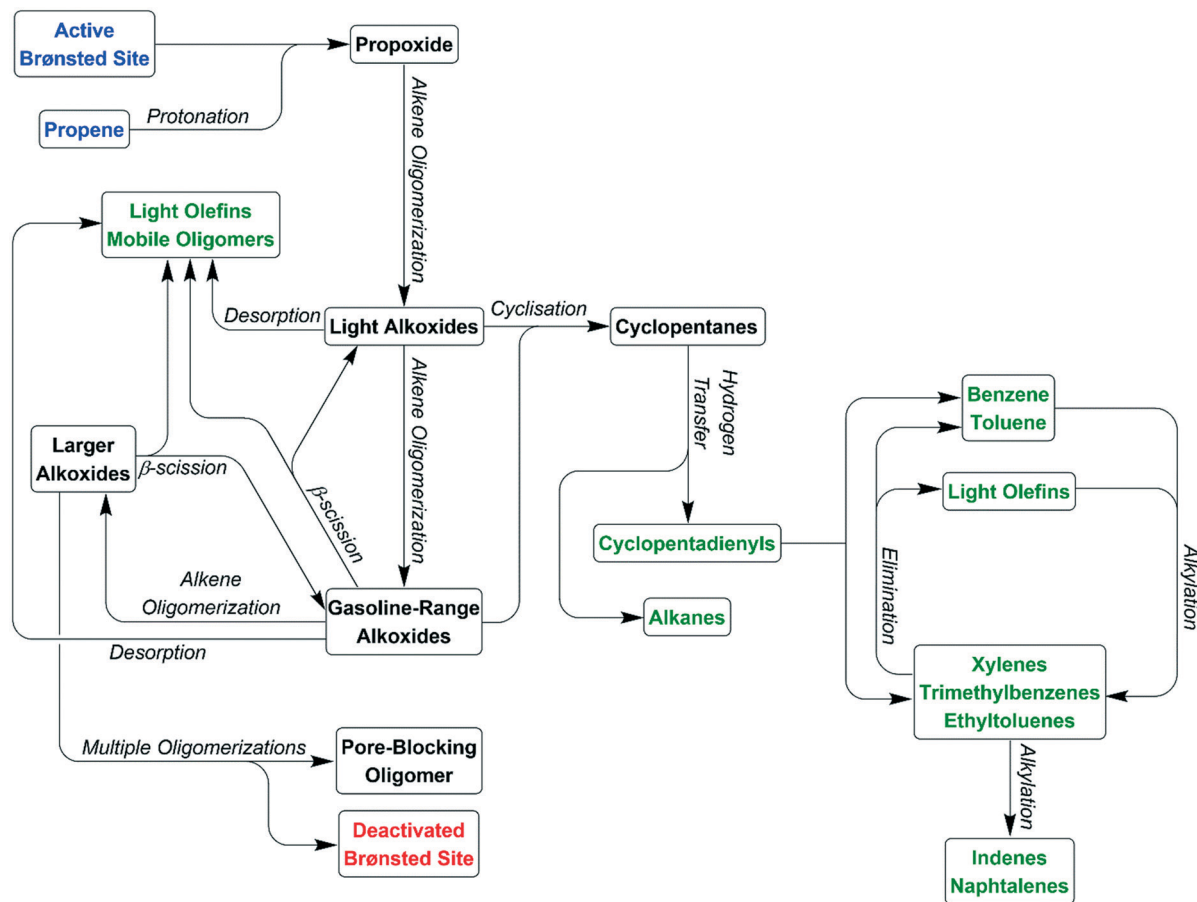 Active
Brønsted Site
Propoxide
Protonation
Propene
Alkene Oligomerization
Light Olefins
Mobile Oligomers
Desorption
Light Alkoxides
Cyclisation
Cyclopentanes
Alkene Oligomerization
Hydrogen
Transfer
Benzene
Toluene
Larger
Alkoxides
β-scission
β-scission
Light Olefins
Cyclopentadienyls
Elimination
Alkylation
Alkene
Oligomerization
Gasoline-Range
Alkoxides
Alkanes
Desorption
Xylenes
Trimethylbenzenes
Ethyltoluenes
Multiple Oligomerizations
Pore-Blocking
Oligomer
Alkylation
Deactivated
Brønsted Site
Indenes
Naphtalenes